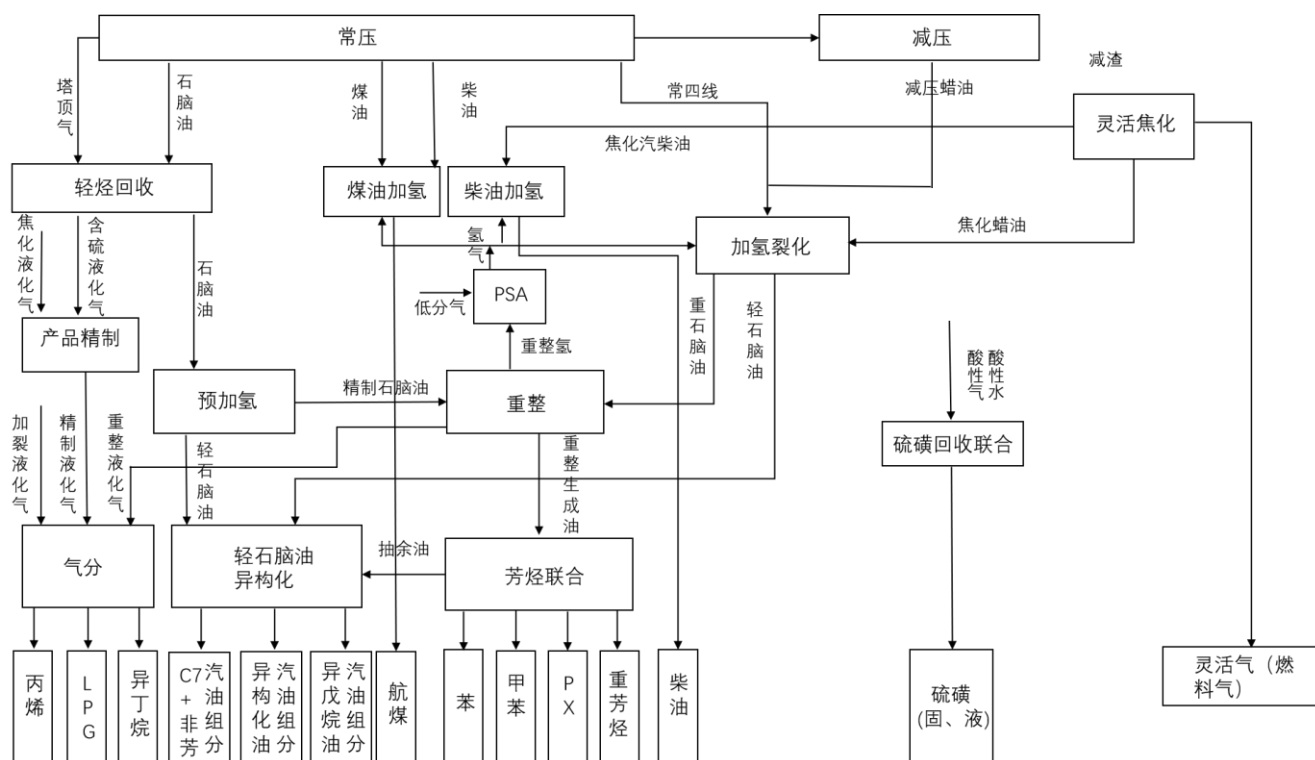 常压
减压
减渣
塔顶气
石脑油
煤油
柴油
常四线
减压蜡油
灵活焦化
焦化汽柴油
轻烃回收
煤油加氢
柴油加氢
焦化液化气
含硫液化气
石脑油
氢气
加氢裂化
焦化蜡油
低分气
PSA
重石脑油
轻石脑油
产品精制
重整氢
酸性气
酸性水
预加氢
精制石脑油
重整
加裂液化气
精制液化气
重整液化气
轻石脑油
重整生成油
硫磺回收联合
气分
轻石脑油
异构化
抽余油
芳烃联合
丙烯
LPG
异丁烷
C7+非芳
汽油组分
异构化油
汽油组分
异戊烷油
汽油组分
航煤
苯
甲苯
PX
重芳烃
柴油
硫磺
(固、液)
灵活气（燃
料气）